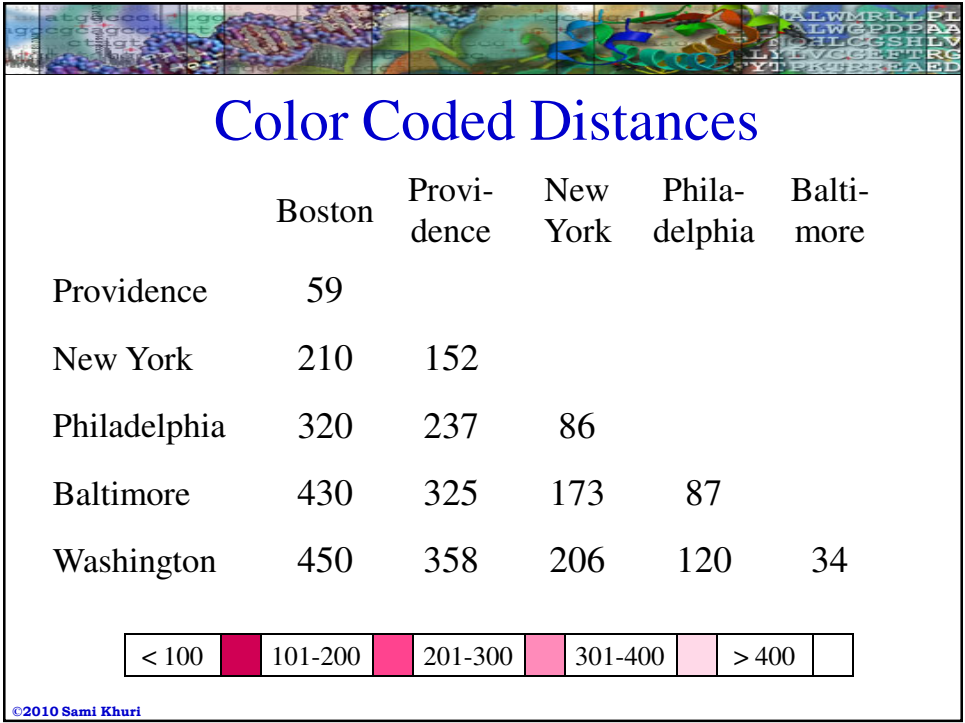 ALWMRLLPL
ALWGPDPAA
Color Coded Distances
Boston Provi- New Phila- Balti-
dence York delphia more
Providence 59
New York 210 152
Philadelphia 320 237 86
Baltimore 430 325 173 87
Washington 450 358 206 120 34
< 100 101-200 201-300 301-400 > 400
©2010 Sami Khuri